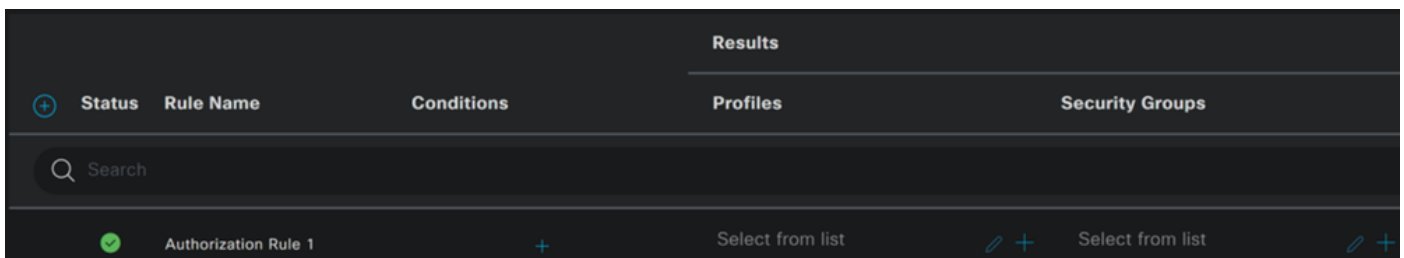 Results
Status Rule Name Conditions Profiles Security Groups
Search
Authorization Rule 1 Select from list Select from list